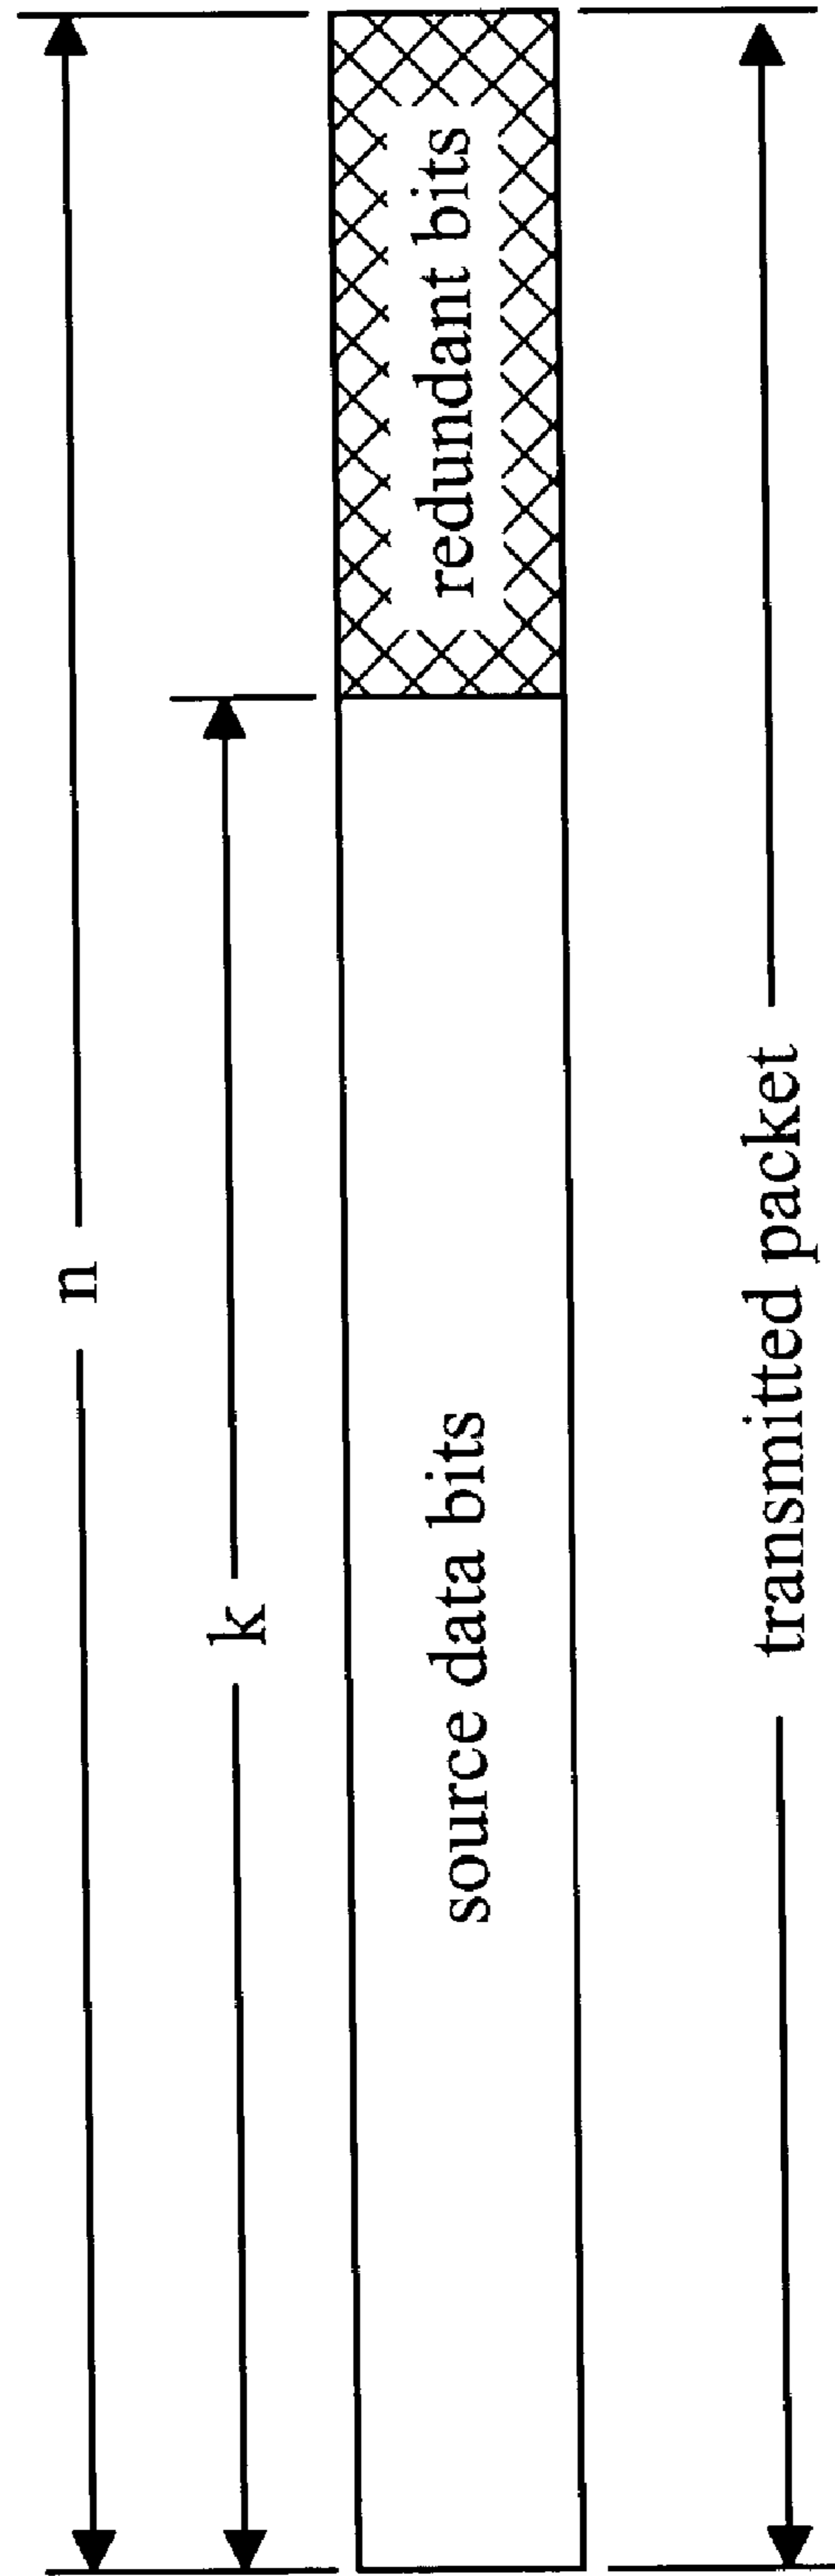 n
k
source data bits
redundant bits
transmitted packet